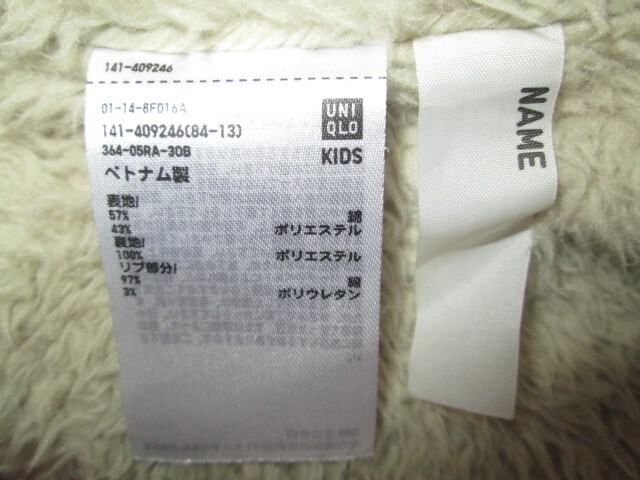 141-409246
01-14-8F016A
141-409246(84-13)
364-05RA-30B
ベトナム製
UNI
QLO
KIDS
表地/
57% 綿
43% ポリエステル
裏地/
100% ポリエステル
リブ部分/
97% 綿
3% ポリウレタン
NAME